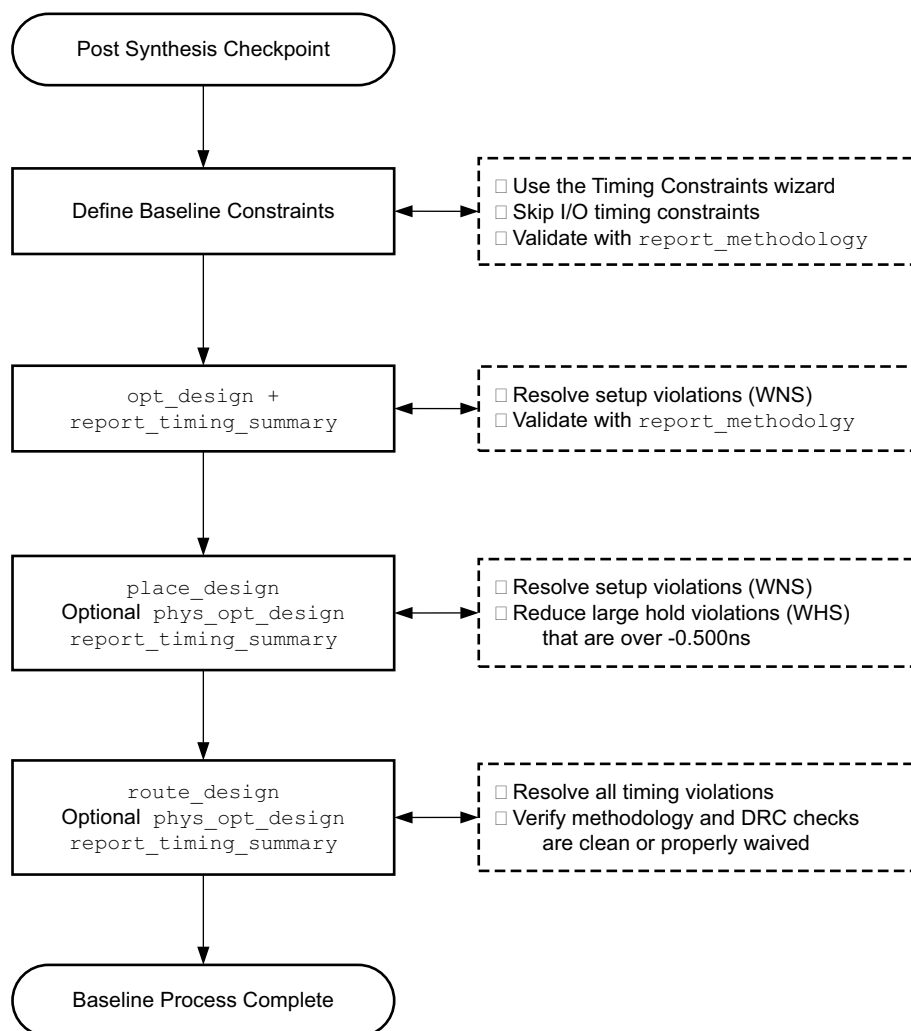 Post Synthesis Checkpoint
Define Baseline Constraints
□ Use the Timing Constraints wizard
□ Skip I/O timing constraints
□ Validate with report_methodology
opt_design +
report_timing_summary
□ Resolve setup violations (WNS)
□ Validate with report_methodolgy
place_design
Optional phys_opt_design
report_timing_summary
□ Resolve setup violations (WNS)
□ Reduce large hold violations (WHS)
that are over -0.500ns
route_design
Optional phys_opt_design
report_timing_summary
□ Resolve all timing violations
□ Verify methodology and DRC checks
are clean or properly waived
Baseline Process Complete